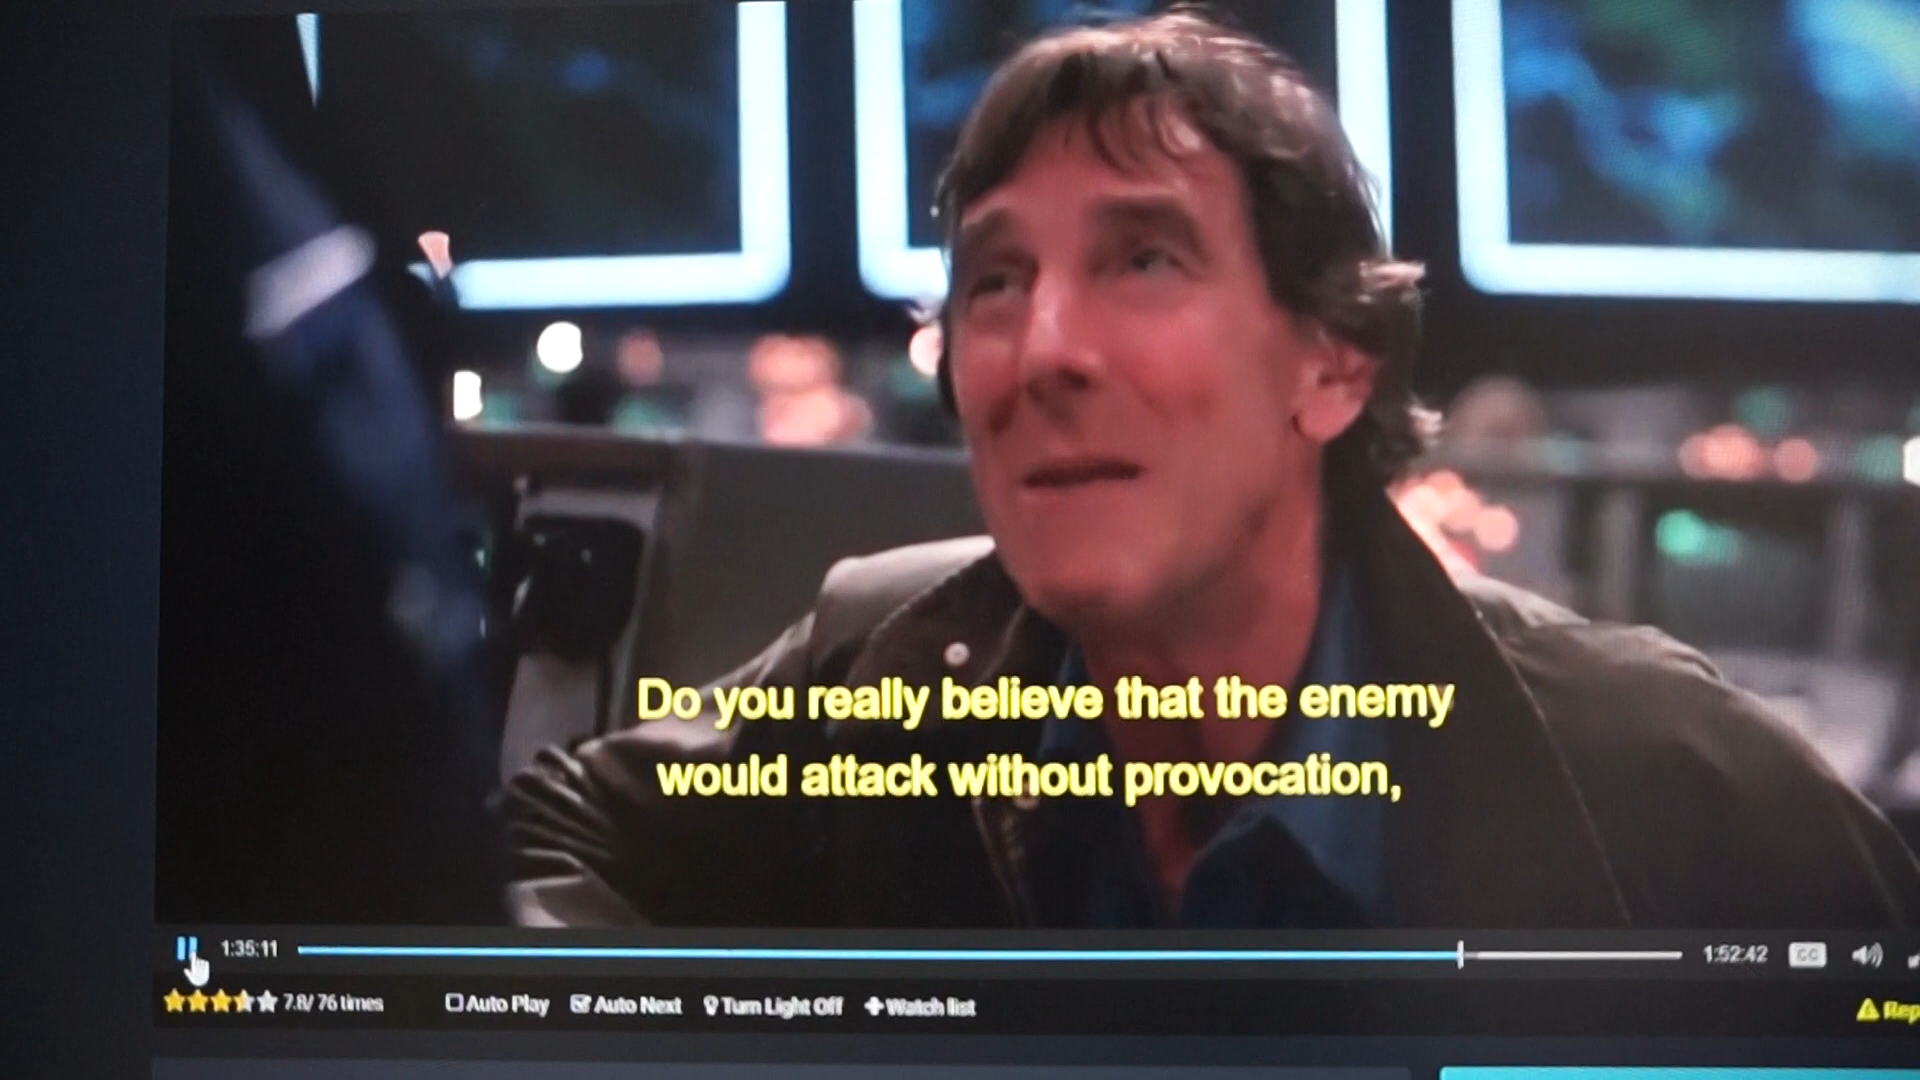 Do you really believe that the enemy
would attack without provocation,
1:35:11
1:52:42
CC
7.8/ 76 times
Auto Play
Auto Next
Turn Light Off
Watch list
Rep